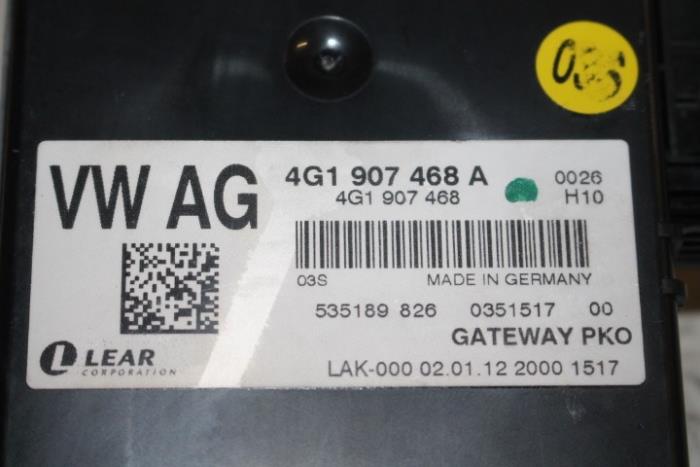 VW AG
4G1 907 468 A
0026
4G1 907 468
H10
03S
MADE IN GERMANY
535189 826 0351517 00
GATEWAY PKO
LEAR
CORPORATION
LAK-000 02.01.12 2000 1517